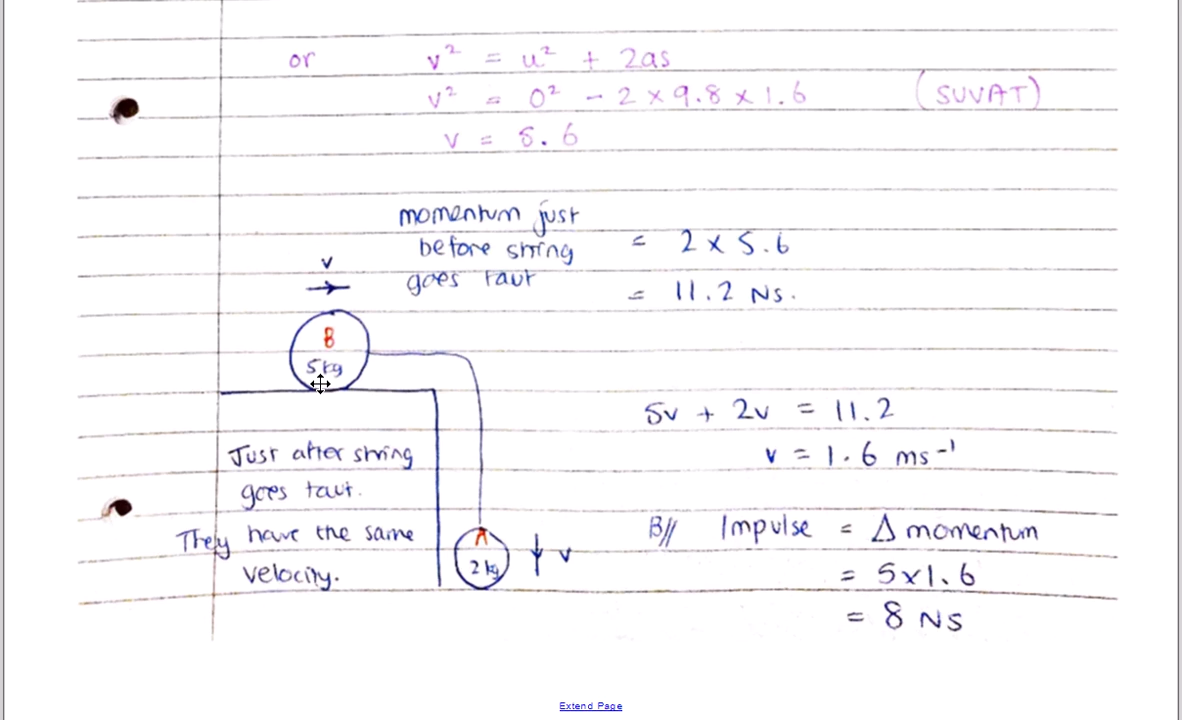 or v² = u² + 2as
v² = 0² - 2 × 9.8 × 1.6 (SUVAT)
v = 5.6
momentum just
before string = 2 × 5.6
goes taut
= 11.2 Ns.
v
B
5kg
5v + 2v = 11.2
v = 1.6 ms⁻¹
Just after string
goes taut.
They have the same
velocity.
A
2kg
v
B// Impulse = Δ momentum
= 5×1.6
= 8 Ns
Extend Page